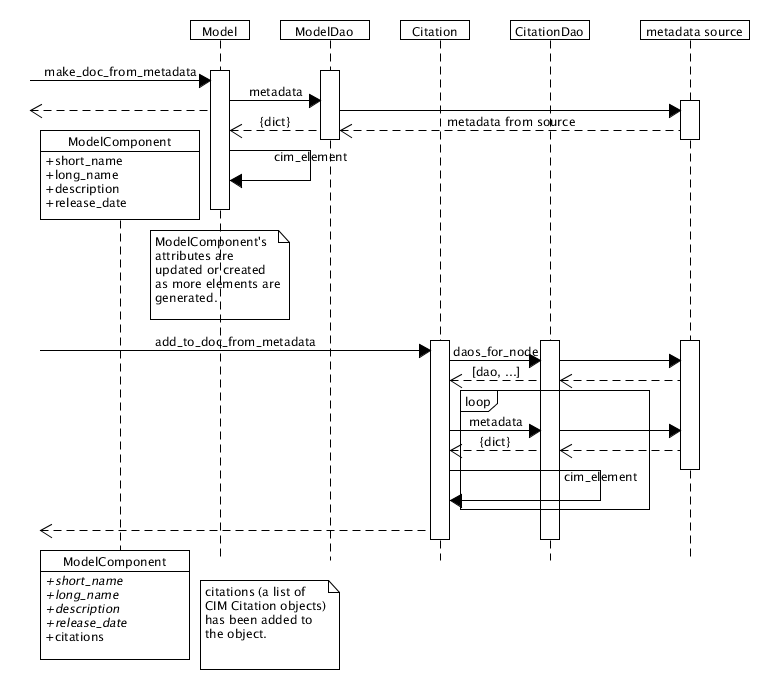 Model
ModelDao
Citation
CitationDao
metadata source
make_doc_from_metadata
metadata
{dict}
metadata from source
ModelComponent
+short_name
+long_name
+description
+release_date
cim_element
ModelComponent's
attributes are
updated or created
as more elements are
generated.
add_to_doc_from_metadata
daos_for_node
[dao, ...]
loop
metadata
{dict}
cim_element
ModelComponent
+short_name
+long_name
+description
+release_date
+citations
citations (a list of
CIM Citation objects)
has been added to
the object.